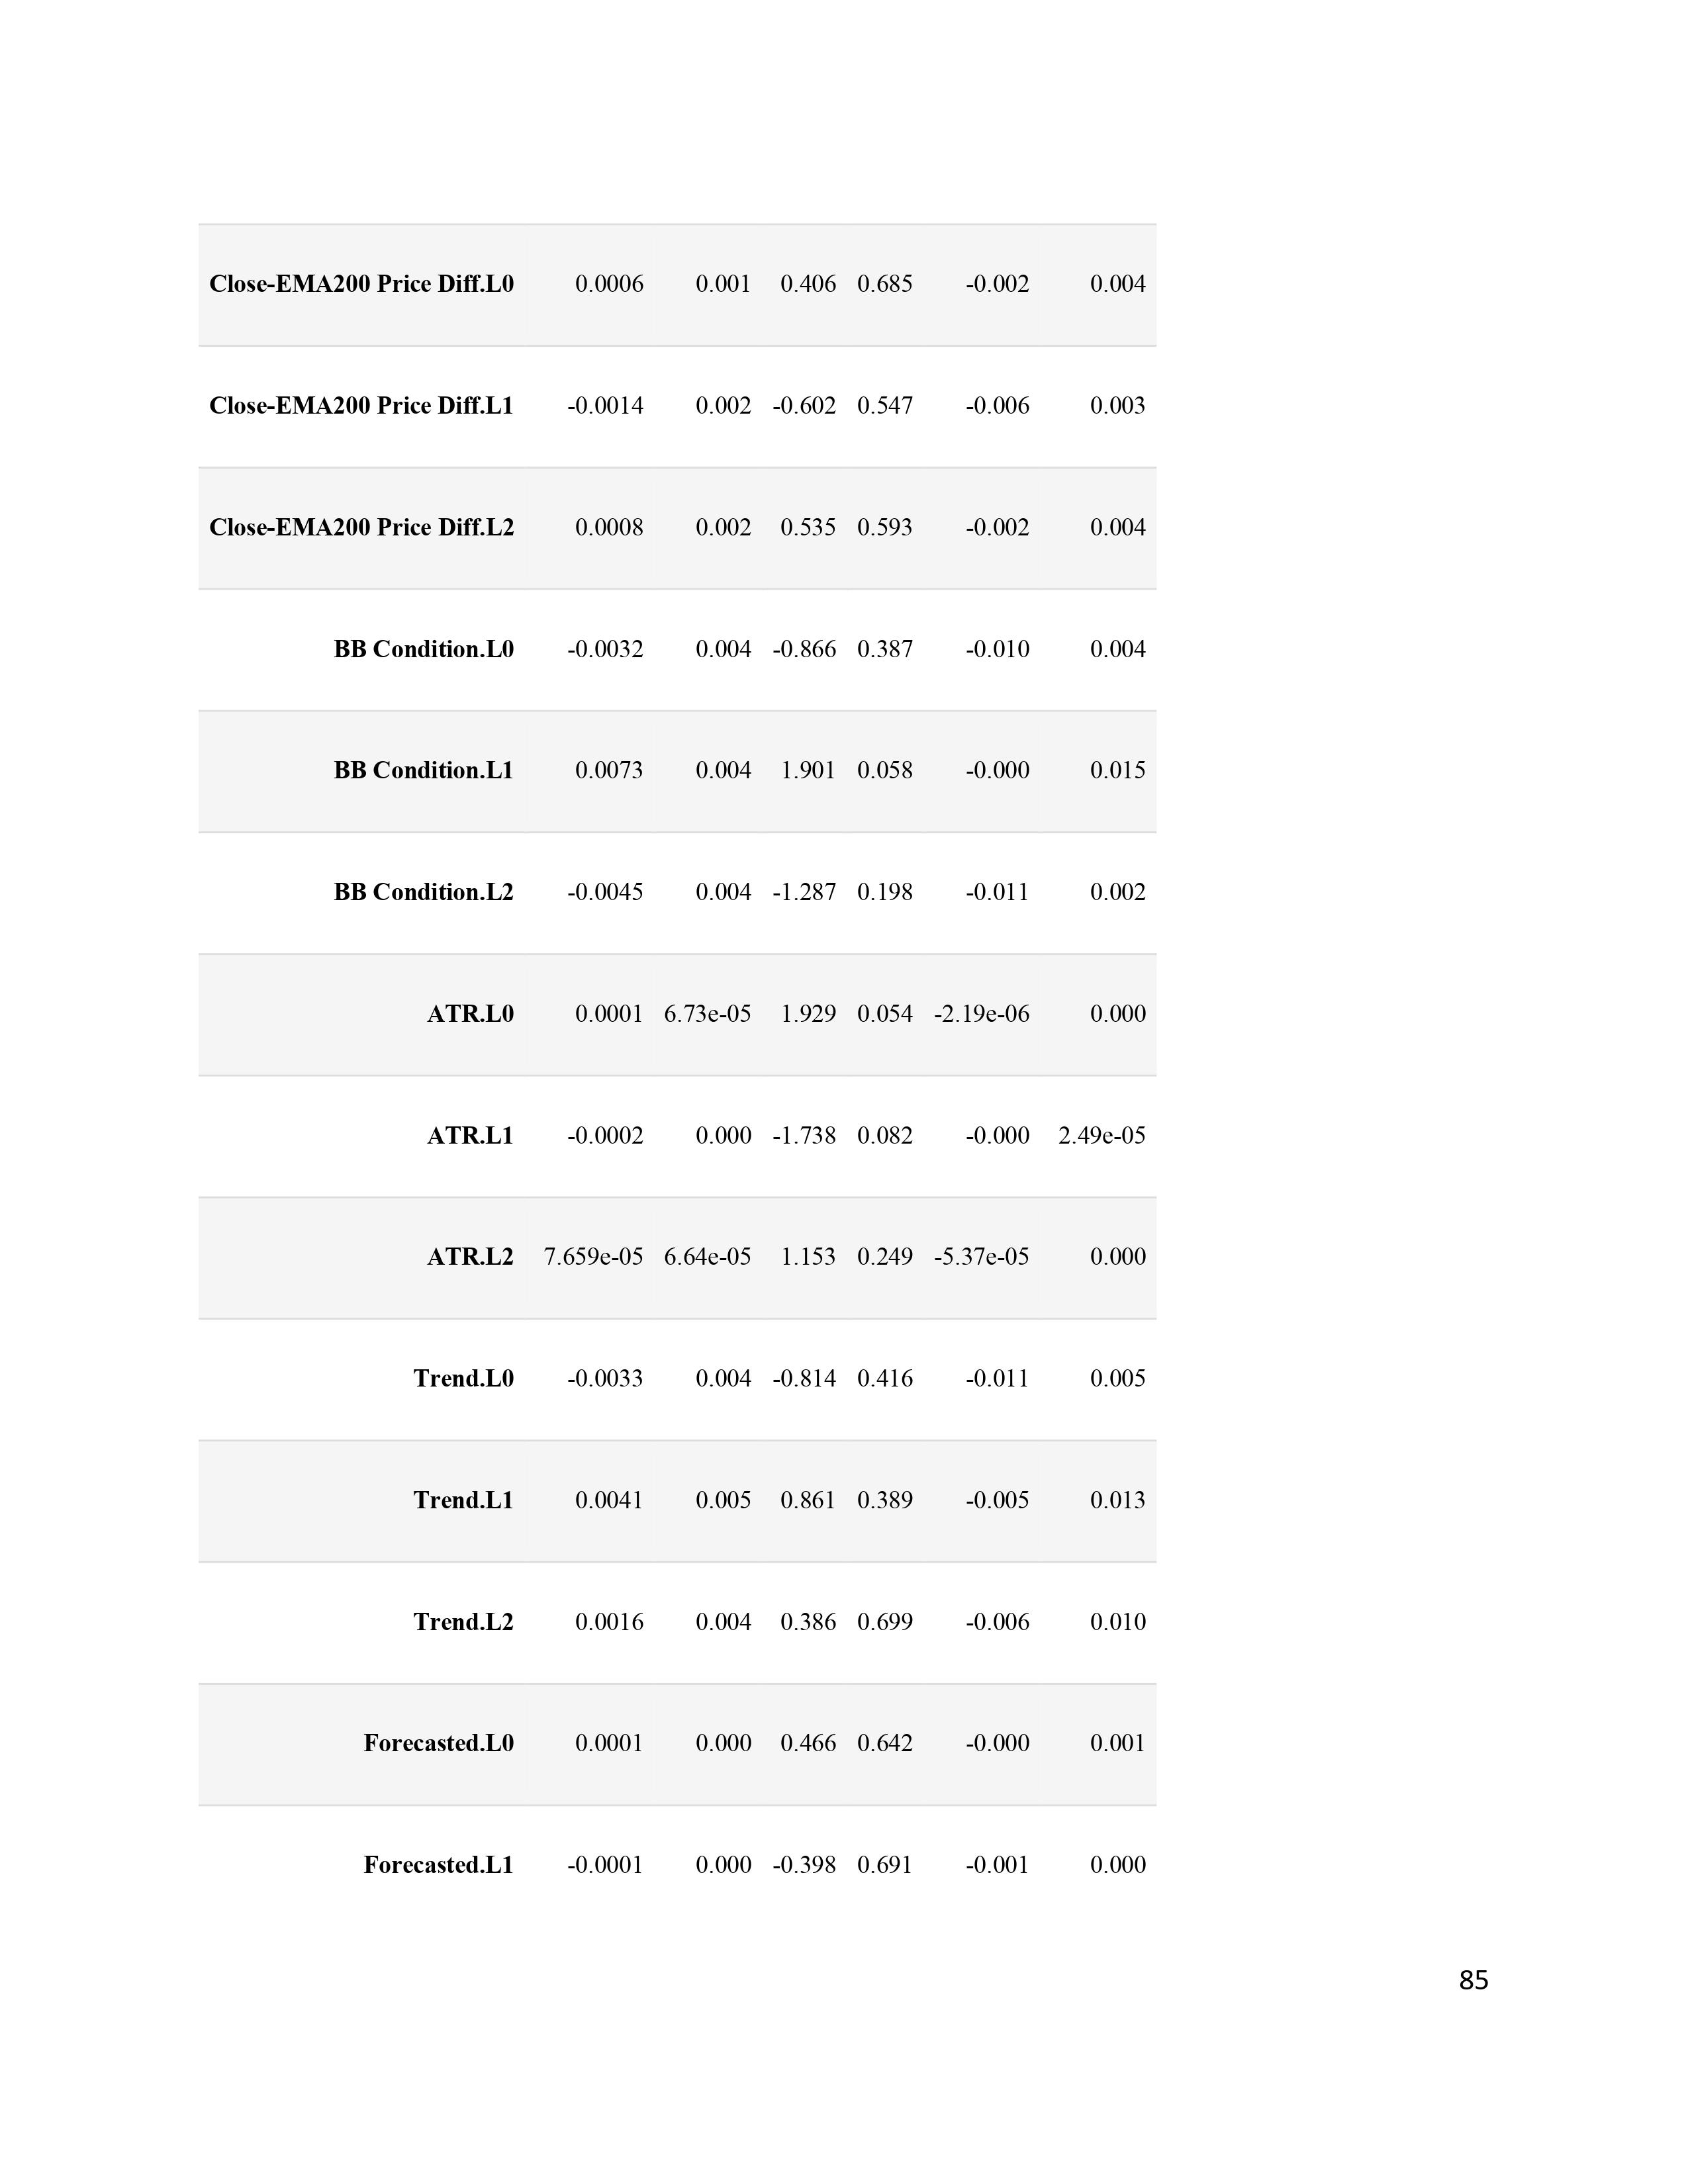 Close-EMA200 Price Diff.L0 0.0006 0.001 0.406 0.685 -0.002 0.004
Close-EMA200 Price Diff.L1 -0.0014 0.002 -0.602 0.547 -0.006 0.003
Close-EMA200 Price Diff.L2 0.0008 0.002 0.535 0.593 -0.002 0.004
BB Condition.L0 -0.0032 0.004 -0.866 0.387 -0.010 0.004
BB Condition.L1 0.0073 0.004 1.901 0.058 -0.000 0.015
BB Condition.L2 -0.0045 0.004 -1.287 0.198 -0.011 0.002
ATR.L0 0.0001 6.73e-05 1.929 0.054 -2.19e-06 0.000
ATR.L1 -0.0002 0.000 -1.738 0.082 -0.000 2.49e-05
ATR.L2 7.659e-05 6.64e-05 1.153 0.249 -5.37e-05 0.000
Trend.L0 -0.0033 0.004 -0.814 0.416 -0.011 0.005
Trend.L1 0.0041 0.005 0.861 0.389 -0.005 0.013
Trend.L2 0.0016 0.004 0.386 0.699 -0.006 0.010
Forecasted.L0 0.0001 0.000 0.466 0.642 -0.000 0.001
Forecasted.L1 -0.0001 0.000 -0.398 0.691 -0.001 0.000
85